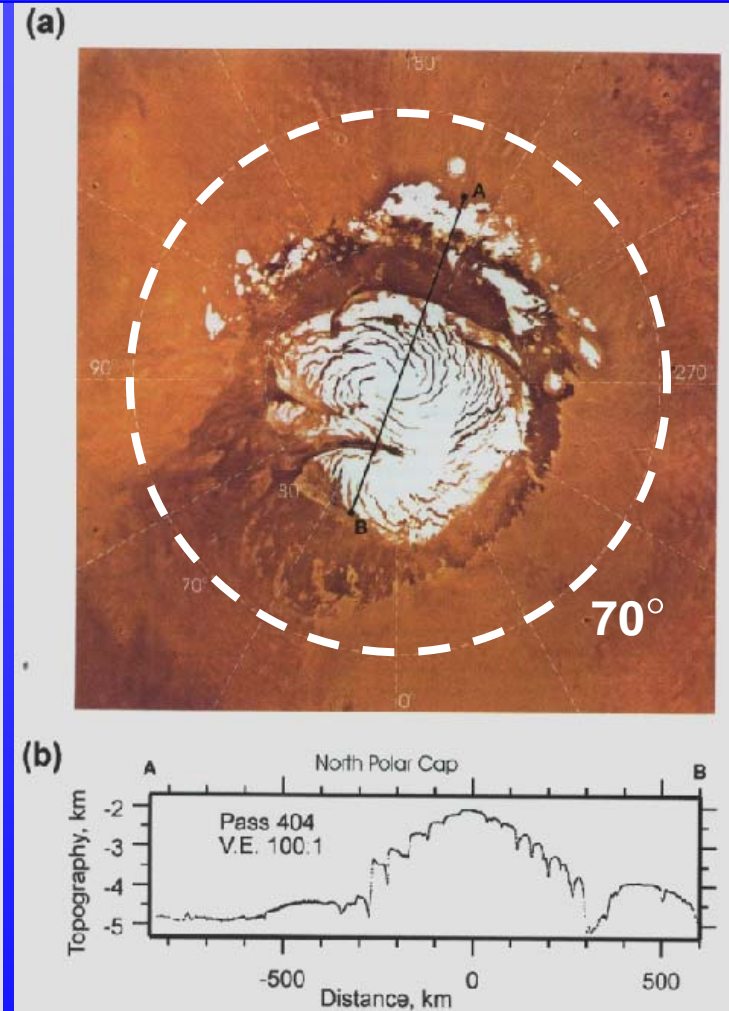 (a)
180°
A
90°
270
80°
B
70°
70°
0°
(b)
A
North Polar Cap
B
Topography, km
-2
-3
-4
-5
Pass 404
V.E. 100:1
-500
0
500
Distance, km